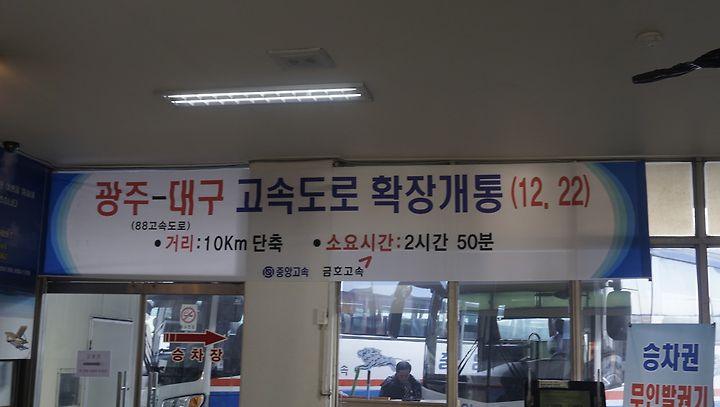 광주-대구 고속도로 확장개통 (12. 22)
(88고속도로)
• 거리:10Km 단축 • 소요시간:2시간 50분
중앙고속 금호고속
승차장
승차권
무인발권기